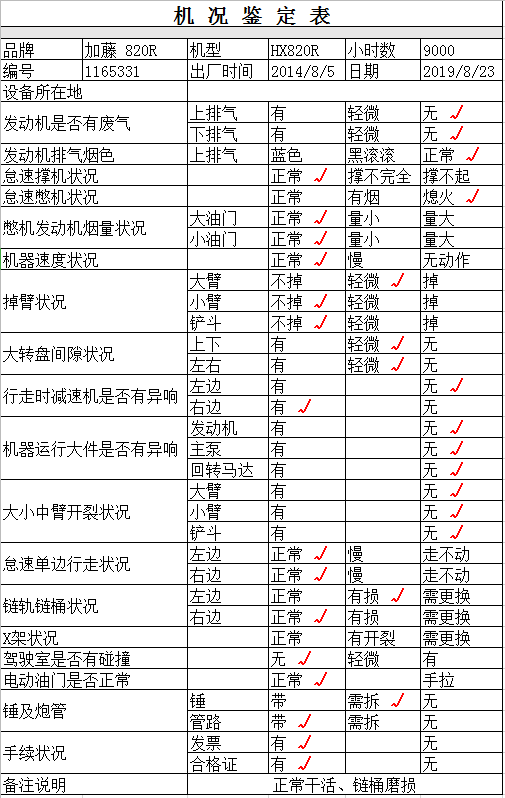 机 况 鉴 定 表
品牌 加藤 820R 机型 HX820R 小时数 9000
编号 1165331 出厂时间 2014/8/5 日期 2019/8/23
设备所在地
发动机是否有废气 上排气 有 轻微 无 ✓
下排气 有 轻微 无 ✓
发动机排气烟色 上排气 蓝色 黑滚滚 正常 ✓
怠速撑机状况 正常 ✓ 撑不完全 撑不起
怠速憋机状况 正常 有烟 熄火 ✓
憋机发动机烟量状况 大油门 正常 ✓ 量小 量大
小油门 正常 ✓ 量小 量大
机器速度状况 正常 ✓ 慢 无动作
掉臂状况 大臂 不掉 轻微 ✓ 掉
小臂 不掉 ✓ 轻微 掉
铲斗 不掉 ✓ 轻微 掉
大转盘间隙状况 上下 有 轻微 ✓ 无
左右 有 轻微 ✓ 无
行走时减速机是否有异响 左边 有 无 ✓
右边 有 ✓ 无
机器运行大件是否有异响 发动机 有 无 ✓
主泵 有 无 ✓
回转马达 有 无 ✓
大小中臂开裂状况 大臂 有 无 ✓
小臂 有 无 ✓
铲斗 有 无 ✓
怠速单边行走状况 左边 正常 ✓ 慢 走不动
右边 正常 ✓ 慢 走不动
链轨链桶状况 左边 正常 有损 ✓ 需更换
右边 正常 ✓ 有损 需更换
X架状况 正常 有开裂 需更换
驾驶室是否有碰撞 无 ✓ 轻微 有
电动油门是否正常 正常 ✓ 手拉
锤及炮管 锤 带 需拆 ✓ 无
管路 带 ✓ 需拆 无
手续状况 发票 有 ✓ 无
合格证 有 ✓ 无
备注说明 正常干活、链桶磨损